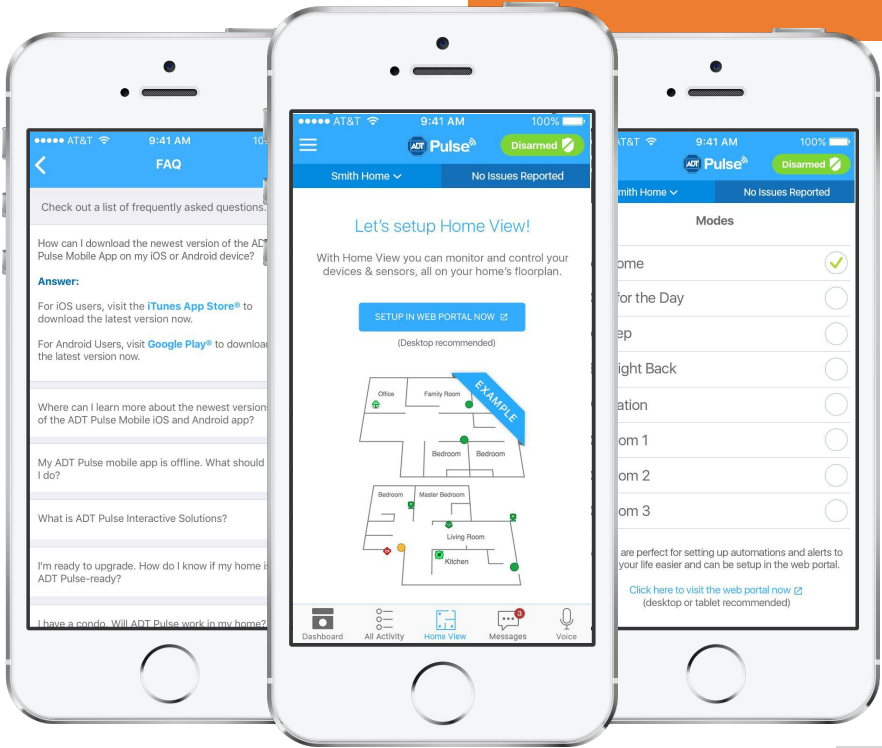 AT&T
9:41 AM
10
FAQ
Check out a list of frequently asked questions.
How can I download the newest version of the AD
Pulse Mobile App on my iOS or Android device?
Answer:
For iOS users, visit the iTunes App Store® to
download the latest version now.
For Android Users, visit Google Play® to download
the latest version now.
Where can I learn more about the newest versions
of the ADT Pulse Mobile iOS and Android app?
My ADT Pulse mobile app is offline. What should
I do?
What is ADT Pulse Interactive Solutions?
I'm ready to upgrade. How do I know if my home is
ADT Pulse-ready?
I have a condo. Will ADT Pulse work in my home?
AT&T
9:41 AM
100%
ADT Pulse
Disarmed
Smith Home
No Issues Reported
Let's setup Home View!
With Home View you can monitor and control your
devices & sensors, all on your home's floorplan.
SETUP IN WEB PORTAL NOW
(Desktop recommended)
EXAMPLE
Office
Family Room
Bedroom
Bedroom
Bedroom
Master Bedroom
Living Room
Kitchen
3
Dashboard
All Activity
Home View
Messages
Voice
AT&T
9:41 AM
100%
ADT Pulse
Disarmed
mith Home
No Issues Reported
Modes
ome
for the Day
ep
ight Back
ation
om 1
om 2
om 3
are perfect for setting up automations and alerts to
your life easier and can be setup in the web portal.
Click here to visit the web portal now
(desktop or tablet recommended)